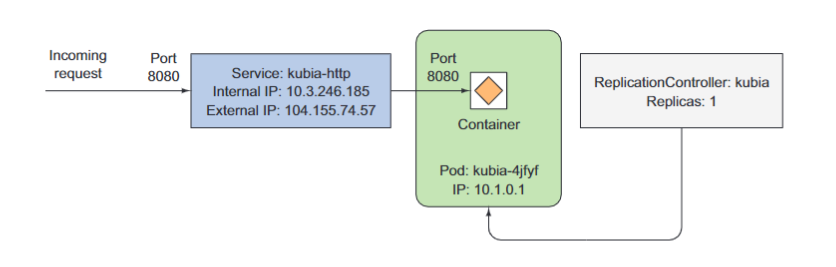 Incoming
request
Port
8080
Service: kubia-http
Internal IP: 10.3.246.185
External IP: 104.155.74.57
Port
8080
Container
Pod: kubia-4jfyf
IP: 10.1.0.1
ReplicationController: kubia
Replicas: 1